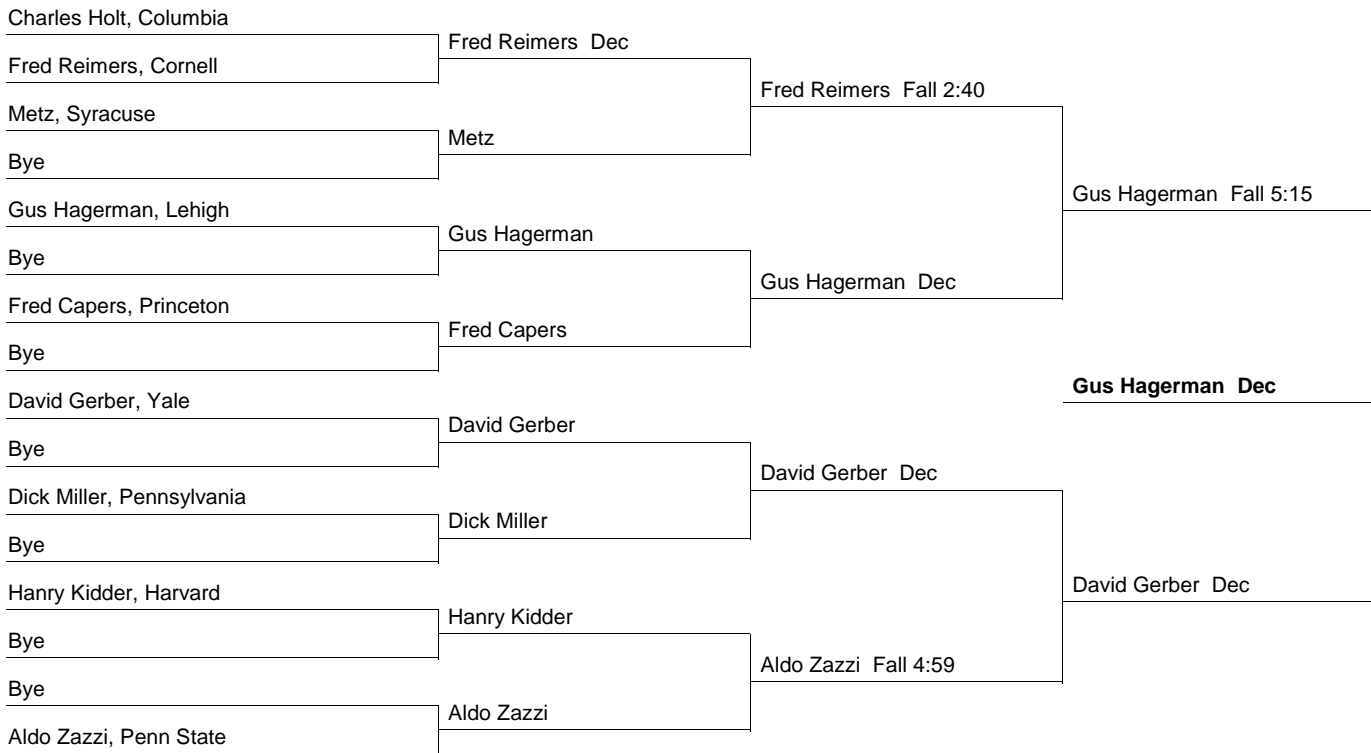 Charles Holt, Columbia
Fred Reimers, Cornell
Metz, Syracuse
Bye
Gus Hagerman, Lehigh
Bye
Fred Capers, Princeton
Bye
David Gerber, Yale
Bye
Dick Miller, Pennsylvania
Bye
Hanry Kidder, Harvard
Bye
Bye
Aldo Zazzi, Penn State
Fred Reimers Dec
Metz
Gus Hagerman
Fred Capers
David Gerber
Dick Miller
Hanry Kidder
Aldo Zazzi
Fred Reimers Fall 2:40
Gus Hagerman Dec
David Gerber Dec
Aldo Zazzi Fall 4:59
Gus Hagerman Fall 5:15
Gus Hagerman Dec
David Gerber Dec